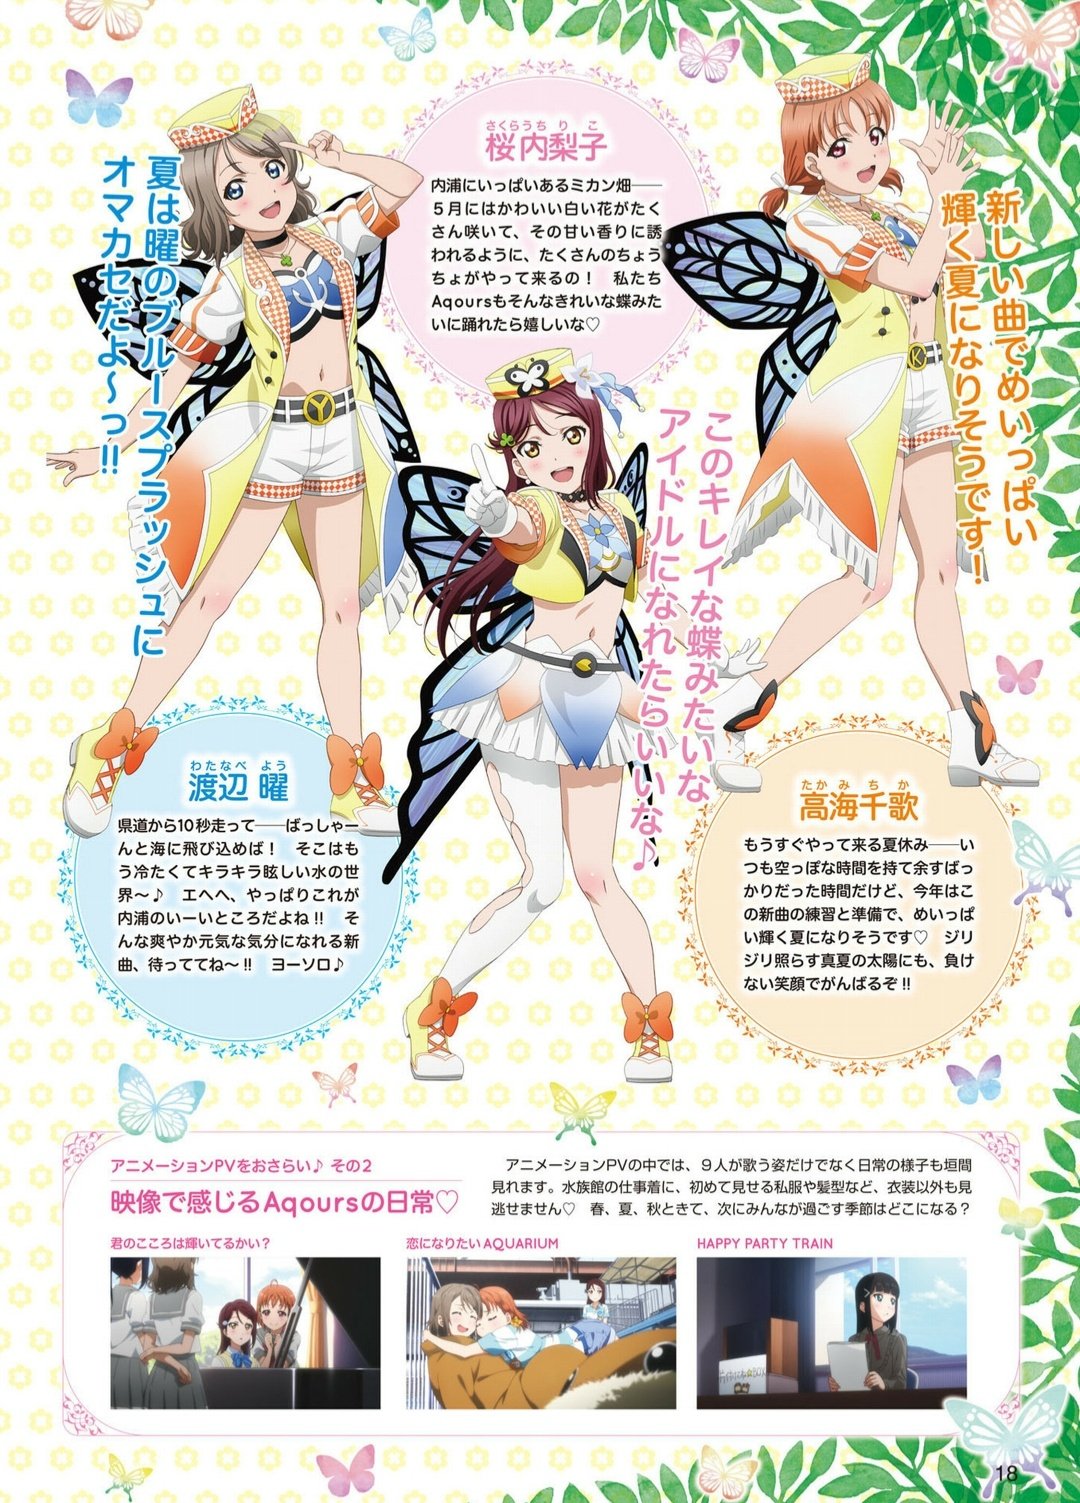 さくらうちりこ
桜内梨子
内浦にいっぱいあるミカン畑――
5月にはかわいい白い花がたく
さん咲いて、その甘い香りに誘
われるように、たくさんのちょう
ちょがやって来るの！　私たち
Aqoursもそんなきれいな蝶みた
いに踊れたら嬉しいな♡
夏は曜のブルースプラッシュに
オマカセだよ〜っ!!
新しい曲でめいっぱい
輝く夏になりそうです！
このキレイな蝶みたいな
アイドルになれたらいいな♪
Y
K
わたなべ よう
渡辺 曜
県道から10秒走って――ばっしゃー
んと海に飛び込めば！　そこはも
う冷たくてキラキラ眩しい水の世
界〜♪　エヘヘ、やっぱりこれが
内浦のいーいところだよね!!　そ
んな爽やか元気な気分になれる新
曲、待っててね〜!!　ヨーソロ♪
たかみちか
高海千歌
もうすぐやって来る夏休み――い
つも空っぽな時間を持て余すばっ
かりだった時間だけど、今年はこ
の新曲の練習と準備で、めいっぱ
い輝く夏になりそうです♡　ジリ
ジリ照らす真夏の太陽にも、負け
ない笑顔でがんばるぞ!!
アニメーションPVをおさらい♪ その2
映像で感じるAqoursの日常♡
アニメーションPVの中では、9人が歌う姿だけでなく日常の様子も垣間
見れます。水族館の仕事着に、初めて見せる私服や髪型など、衣装以外も見
逃せません♡　春、夏、秋ときて、次にみんなが過ごす季節はどこになる？
君のこころは輝いてるかい？
恋になりたいAQUARIUM
HAPPY PARTY TRAIN
18